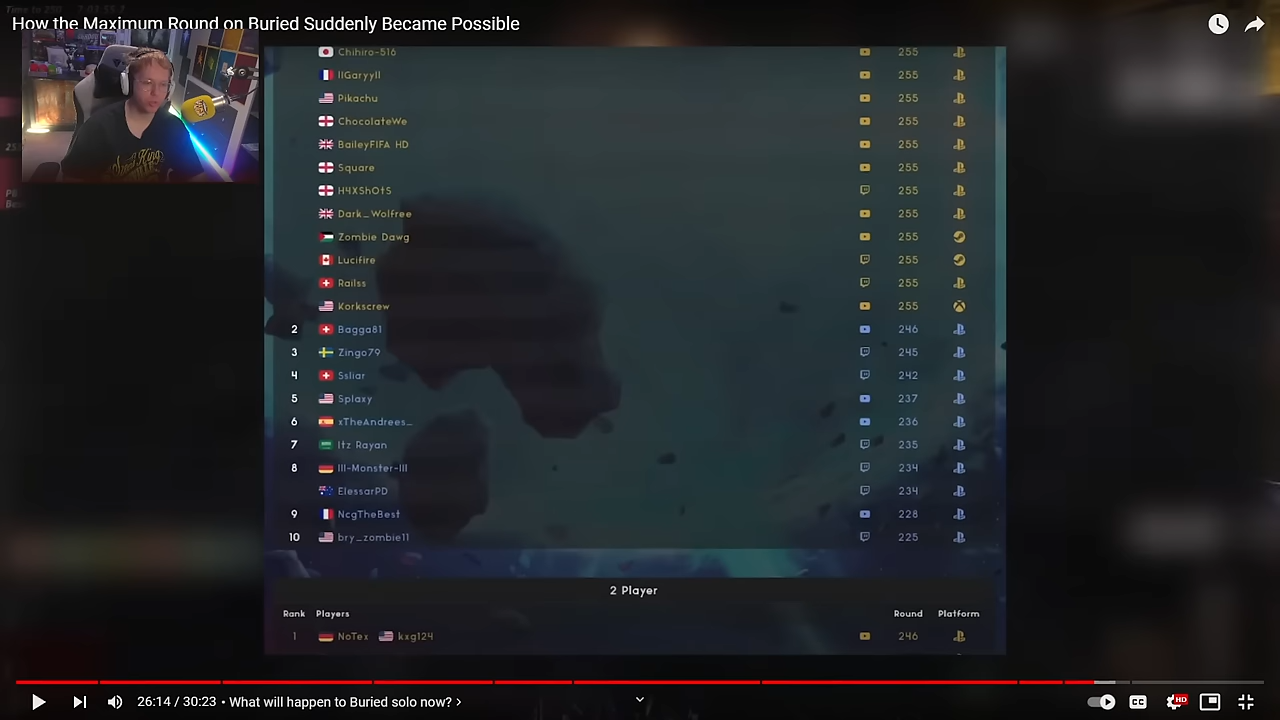 How the Maximum Round on Buried Suddenly Became Possible
Chihiro-516 255
llGaryyll 255
Pikachu 255
ChocolateWe 255
BaileyFIFA HD 255
Square 255
H4XShOtS 255
Dark_Wolfree 255
Zombie Dawg 255
Lucifire 255
Railss 255
Korkscrew 255
2 Bagga81 246
3 Zingo79 245
4 Ssliar 242
5 Splaxy 237
6 xTheAndrees_ 236
7 Itz Rayan 235
8 III-Monster-III 234
ElessarPD 234
9 NcgTheBest 228
10 bry_zombie11 225
2 Player
Rank Players Round Platform
1 NoTex kxg124 246
26:14 / 30:23 • What will happen to Buried solo now? >
CC HD